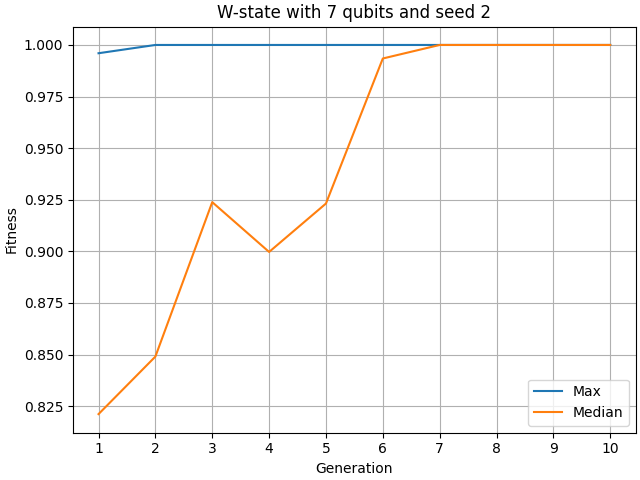 W-state with 7 qubits and seed 2
Fitness
1.000
0.975
0.950
0.925
0.900
0.875
0.850
0.825
1 2 3 4 5 6 7 8 9 10
Generation
Max
Median